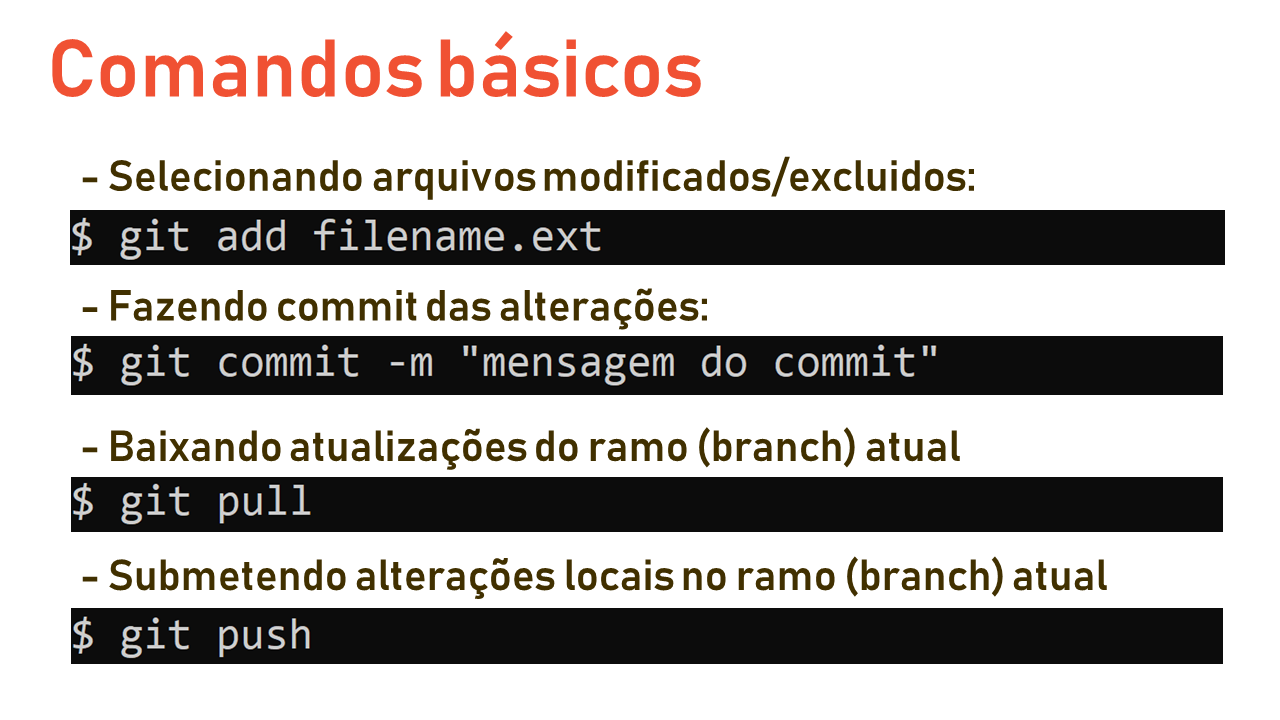 Comandos básicos
- Selecionando arquivos modificados/excluidos:
$ git add filename.ext
- Fazendo commit das alterações:
$ git commit -m "mensagem do commit"
- Baixando atualizações do ramo (branch) atual
$ git pull
- Submetendo alterações locais no ramo (branch) atual
$ git push